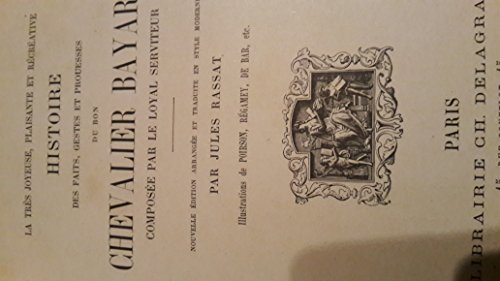 LA TRÈS JOYEUSE, PLAISANTE ET RÉCRÉATIVE
HISTOIRE
DES FAITS, GESTES ET PROUESSES
DU BON
CHEVALIER BAYAR
COMPOSÉE PAR LE LOYAL SERVITEUR
NOUVELLE ÉDITION ARRANGÉE ET TRADUITE EN STYLE MODERNE
PAR JULES RASSAT
Illustrations de POIRSON, RÉGAMEY, DE BAR, etc.
PARIS
LIBRAIRIE CH. DELAGRA